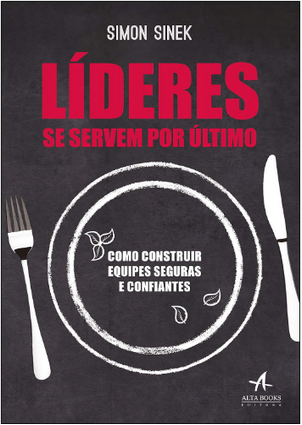 SIMON SINEK
LÍDERES
SE SERVEM POR ÚLTIMO
COMO CONSTRUIR
EQUIPES SEGURAS
E CONFIANTES
ALTA BOOKS
EDITORA